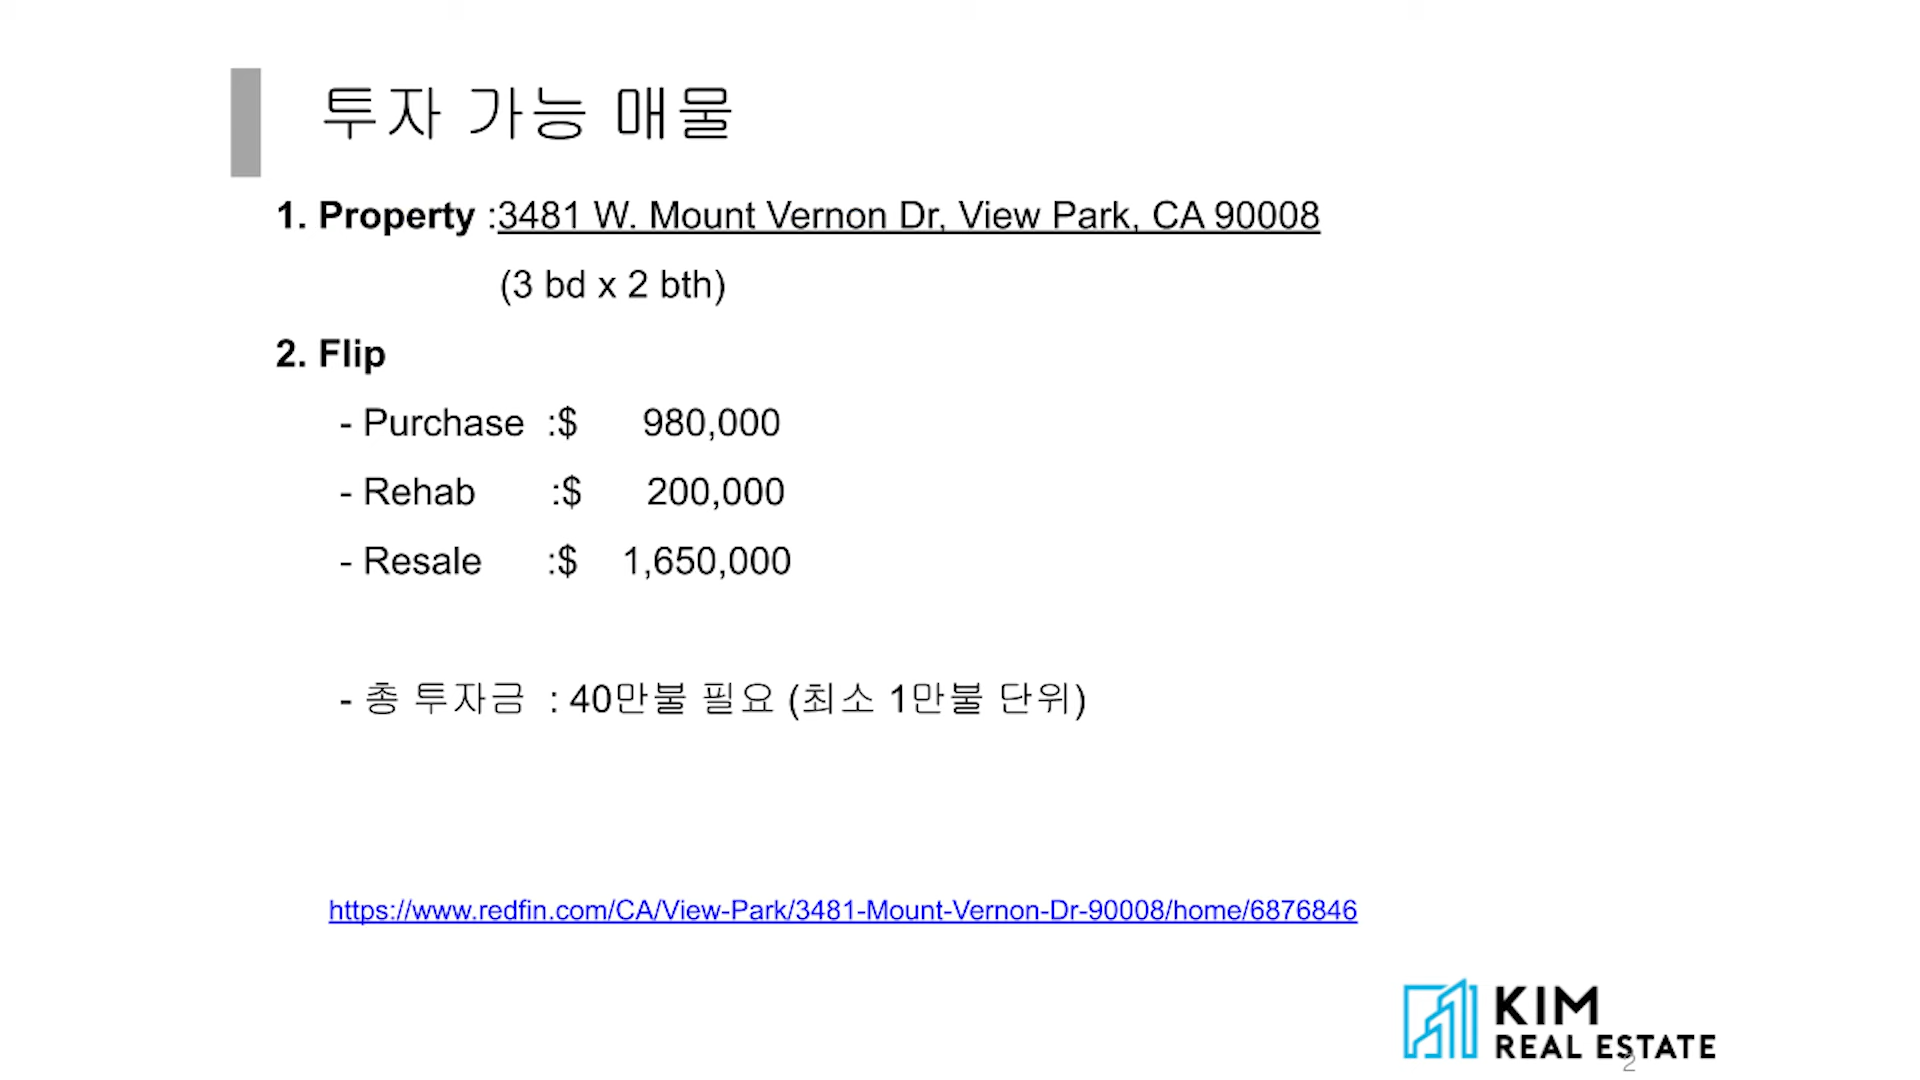 투자 가능 매물
1. Property :3481 W. Mount Vernon Dr, View Park, CA 90008
(3 bd x 2 bth)
2. Flip
- Purchase :$ 980,000
- Rehab :$ 200,000
- Resale :$ 1,650,000
- 총 투자금 : 40만불 필요 (최소 1만불 단위)
https://www.redfin.com/CA/View-Park/3481-Mount-Vernon-Dr-90008/home/6876846
KIM
REAL ESTATE
2